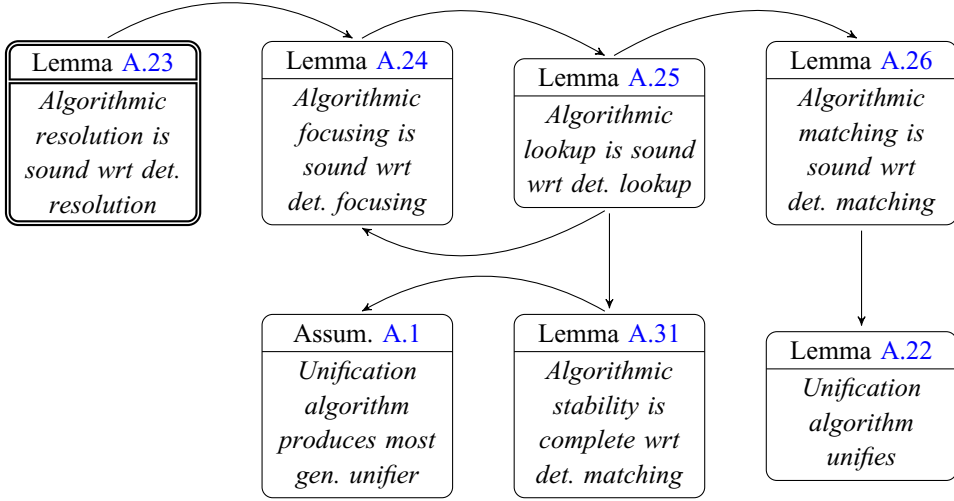 Lemma A.23
Algorithmic
resolution is
sound wrt det.
resolution
Lemma A.24
Algorithmic
focusing is
sound wrt
det. focusing
Lemma A.25
Algorithmic
lookup is sound
wrt det. lookup
Lemma A.26
Algorithmic
matching is
sound wrt
det. matching
Assum. A.1
Unification
algorithm
produces most
gen. unifier
Lemma A.31
Algorithmic
stability is
complete wrt
det. matching
Lemma A.22
Unification
algorithm
unifies